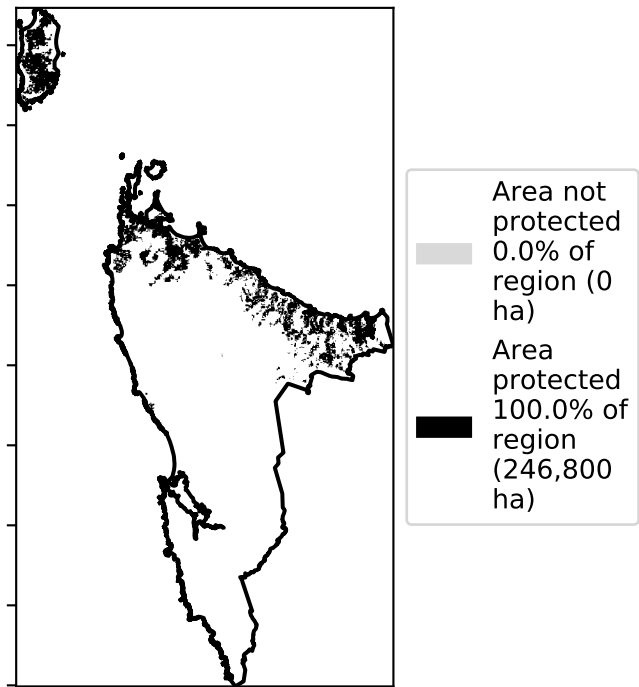 Area not
protected
0.0% of
region (0
ha)
Area
protected
100.0% of
region
(246,800
ha)